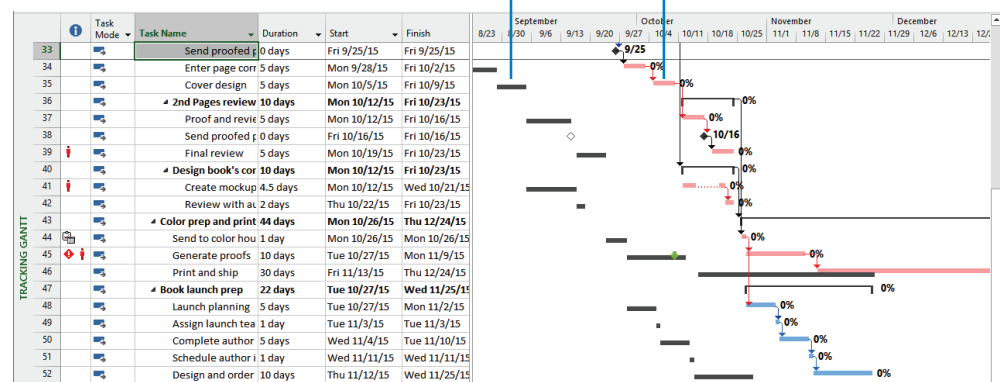 Task Mode Task Name Duration Start Finish
September October November December
8/23 8/30 9/6 9/13 9/20 9/27 10/4 10/11 10/18 10/25 11/1 11/8 11/15 11/22 11/29 12/6 12/13 12/
33 Send proofed p 0 days Fri 9/25/15 Fri 9/25/15 9/25
34 Enter page corr 5 days Mon 9/28/15 Fri 10/2/15 0%
35 Cover design 5 days Mon 10/5/15 Fri 10/9/15 0%
36 2nd Pages review 10 days Mon 10/12/15 Fri 10/23/15 0%
37 Proof and revie 5 days Mon 10/12/15 Fri 10/16/15 0%
38 Send proofed p 0 days Fri 10/16/15 Fri 10/16/15 10/16
39 Final review 5 days Mon 10/19/15 Fri 10/23/15 0%
40 Design book's cor 10 days Mon 10/12/15 Fri 10/23/15 0%
41 Create mockup 4.5 days Mon 10/12/15 Wed 10/21/15 0%
42 Review with au 2 days Thu 10/22/15 Fri 10/23/15 0%
43 Color prep and print 44 days Mon 10/26/15 Thu 12/24/15
44 Send to color hou 1 day Mon 10/26/15 Mon 10/26/15 0%
45 Generate proofs 10 days Tue 10/27/15 Mon 11/9/15 0%
46 Print and ship 30 days Fri 11/13/15 Thu 12/24/15
47 Book launch prep 22 days Tue 10/27/15 Wed 11/25/15 0%
48 Launch planning 5 days Tue 10/27/15 Mon 11/2/15 0%
49 Assign launch tea 1 day Tue 11/3/15 Tue 11/3/15 0%
50 Complete author 5 days Wed 11/4/15 Tue 11/10/15 0%
51 Schedule author i 1 day Wed 11/11/15 Wed 11/11/15 0%
52 Design and order 10 days Thu 11/12/15 Wed 11/25/15 0%
TRACKING GANTT